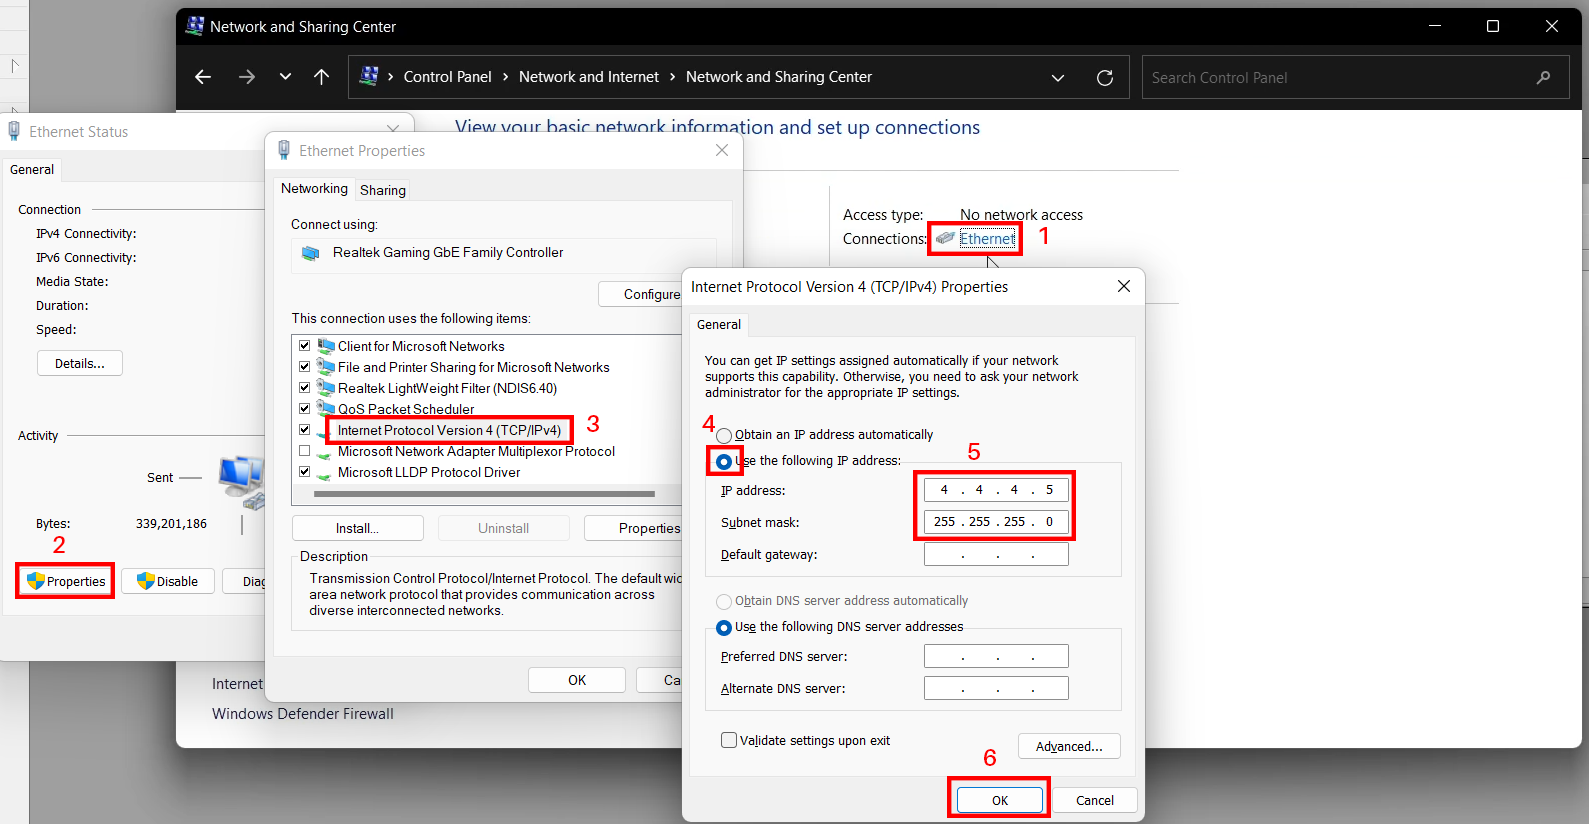 Network and Sharing Center
Control Panel > Network and Internet > Network and Sharing Center
Search Control Panel
View your basic network information and set up connections
Access type: No network access
Connections: Ethernet 1
Internet
Windows Defender Firewall
Ethernet Status
General
Connection
IPv4 Connectivity:
IPv6 Connectivity:
Media State:
Duration:
Speed:
Details...
Activity
Sent
Bytes: 339,201,186
2
Properties Disable Diag
Ethernet Properties
Networking Sharing
Connect using:
Realtek Gaming GbE Family Controller
Configure
This connection uses the following items:
Client for Microsoft Networks
File and Printer Sharing for Microsoft Networks
Realtek LightWeight Filter (NDIS6.40)
QoS Packet Scheduler
Internet Protocol Version 4 (TCP/IPv4) 3
Microsoft Network Adapter Multiplexor Protocol
Microsoft LLDP Protocol Driver
Install... Uninstall Properties
Description
Transmission Control Protocol/Internet Protocol. The default wid
area network protocol that provides communication across
diverse interconnected networks.
OK Ca
Internet Protocol Version 4 (TCP/IPv4) Properties
General
You can get IP settings assigned automatically if your network
supports this capability. Otherwise, you need to ask your network
administrator for the appropriate IP settings.
4
Obtain an IP address automatically
Use the following IP address: 5
IP address: 4 . 4 . 4 . 5
Subnet mask: 255 . 255 . 255 . 0
Default gateway: . . .
Obtain DNS server address automatically
Use the following DNS server addresses
Preferred DNS server: . . .
Alternate DNS server: . . .
Validate settings upon exit
Advanced...
6
OK Cancel